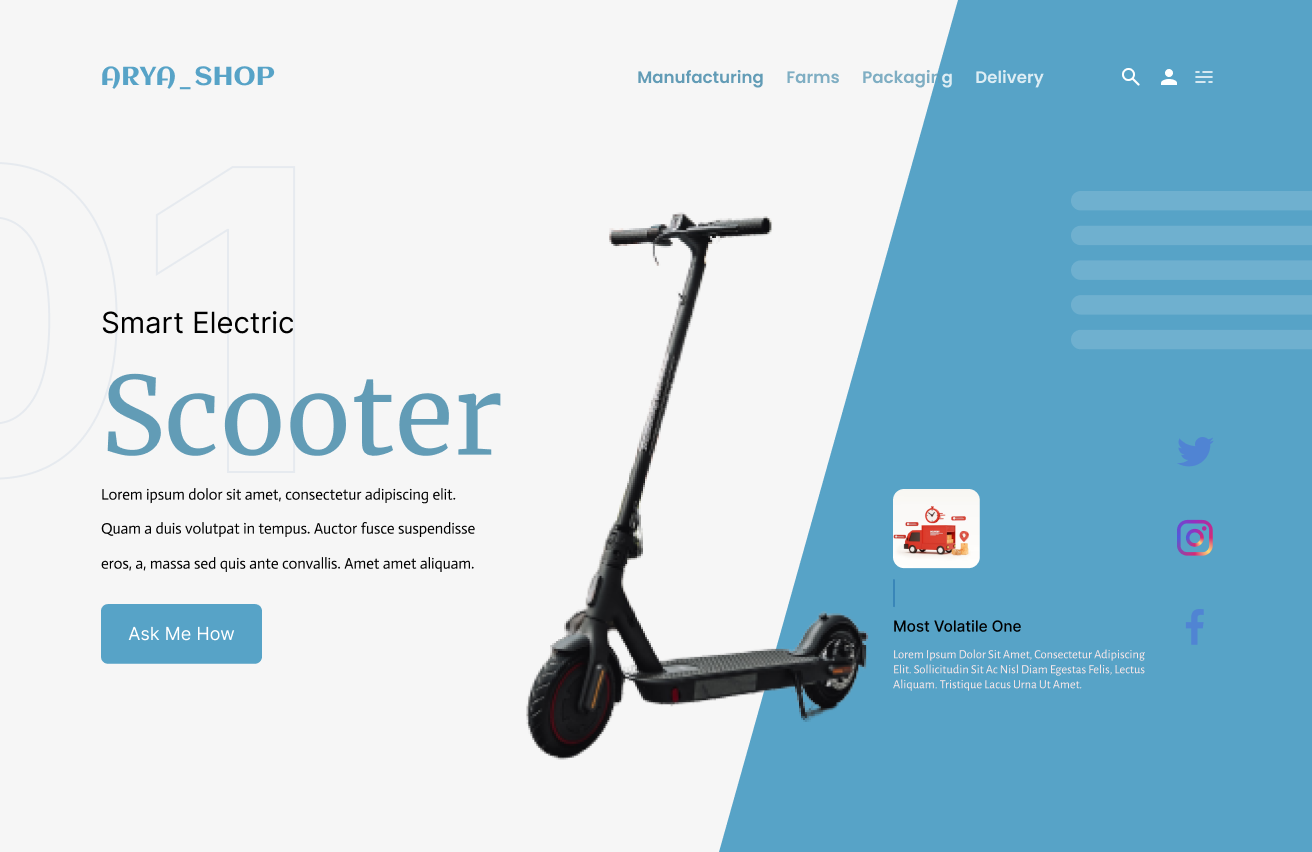 ARYA_SHOP
Manufacturing Farms Packaging Delivery
01
Smart Electric
Scooter
Lorem ipsum dolor sit amet, consectetur adipiscing elit.
Quam a duis volutpat in tempus. Auctor fusce suspendisse
eros, a, massa sed quis ante convallis. Amet amet aliquam.
Ask Me How
Most Volatile One
Lorem Ipsum Dolor Sit Amet, Consectetur Adipiscing
Elit. Sollicitudin Sit Ac Nisl Diam Egestas Felis, Lectus
Aliquam. Tristique Lacus Urna Ut Amet.